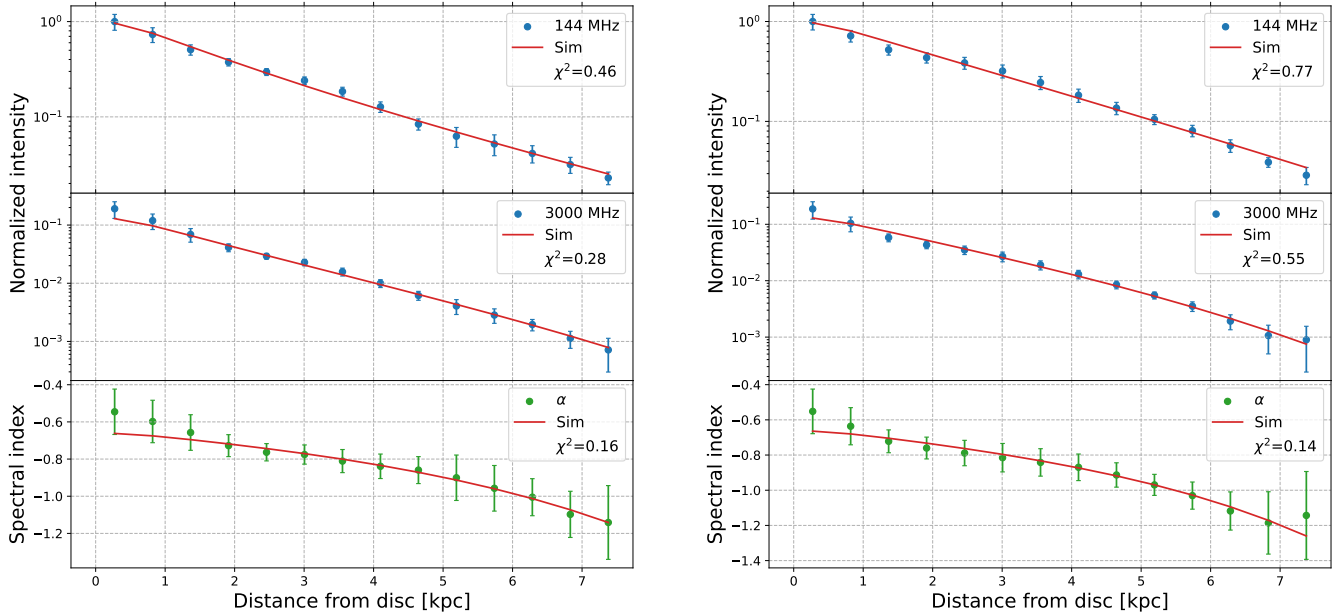 Normalized intensity
10⁰
10⁻¹
144 MHz
Sim
χ²=0.46
10⁻¹
10⁻²
10⁻³
3000 MHz
Sim
χ²=0.28
Spectral index
−0.4
−0.6
−0.8
−1.0
−1.2
α
Sim
χ²=0.16
0 1 2 3 4 5 6 7
Distance from disc [kpc]
Normalized intensity
10⁰
10⁻¹
144 MHz
Sim
χ²=0.77
10⁻¹
10⁻²
10⁻³
3000 MHz
Sim
χ²=0.55
Spectral index
−0.4
−0.6
−0.8
−1.0
−1.2
−1.4
α
Sim
χ²=0.14
0 1 2 3 4 5 6 7
Distance from disc [kpc]